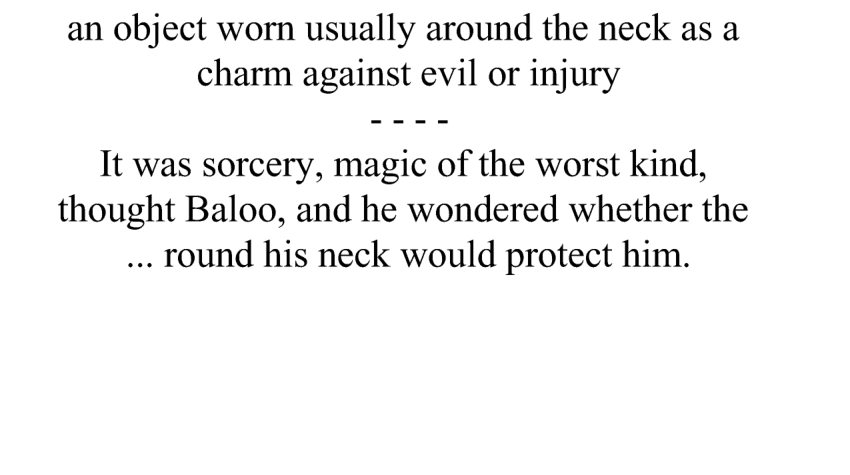 an object worn usually around the neck as a
charm against evil or injury
- - - -
It was sorcery, magic of the worst kind,
thought Baloo, and he wondered whether the
... round his neck would protect him.